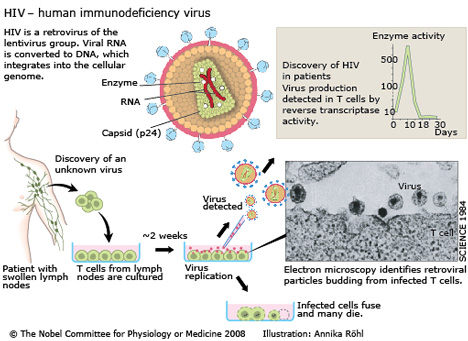 HIV – human immunodeficiency virus
HIV is a retrovirus of the
lentivirus group. Viral RNA
is converted to DNA, which
integrates into the cellular
genome.
Enzyme
RNA
Capsid (p24)
Enzyme activity
500
100
10
0 10 18 30
Days
Discovery of HIV
in patients
Virus production
detected in T cells by
reverse transcriptase
activity.
Discovery of an
unknown virus
Patient with
swollen lymph
nodes
T cells from lymph
nodes are cultured
~2 weeks
Virus
detected
Virus
replication
Virus
T cell
SCIENCE 1984
Electron microscopy identifies retroviral
particles budding from infected T cells.
Infected cells fuse
and many die.
© The Nobel Committee for Physiology or Medicine 2008 Illustration: Annika Röhl